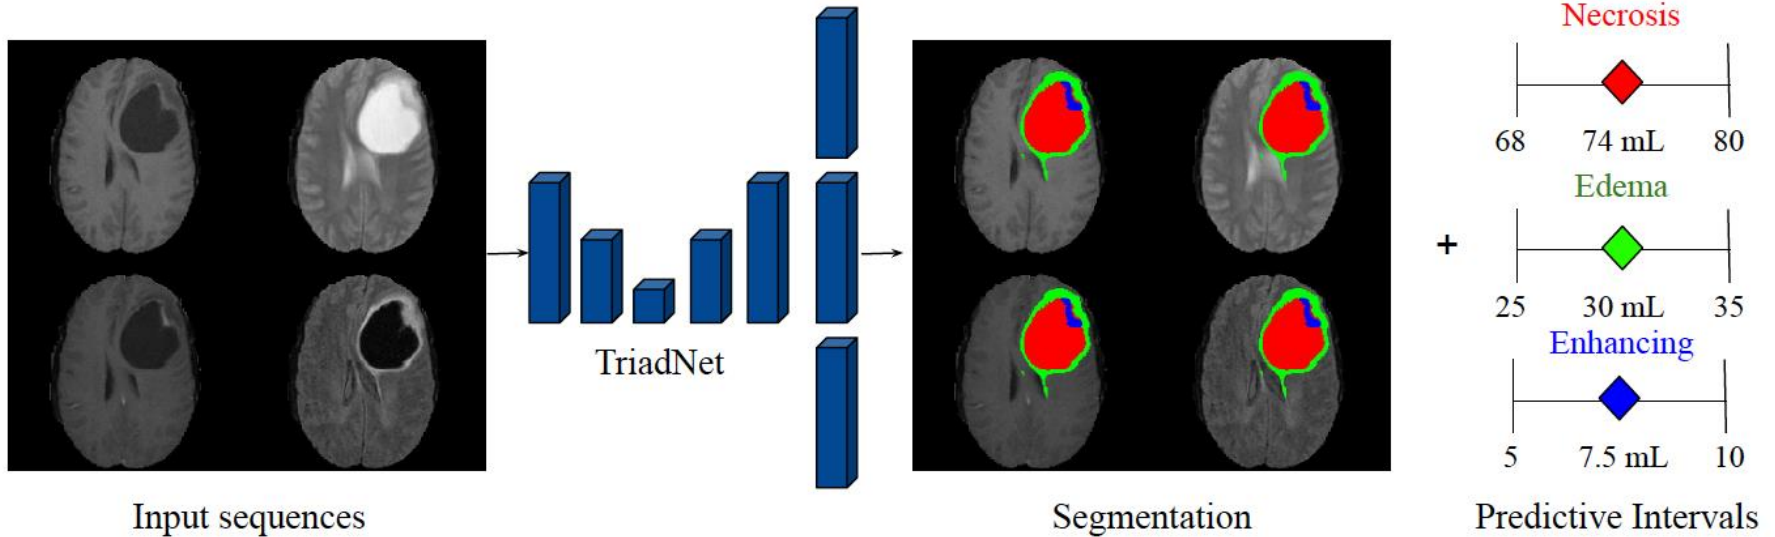 Necrosis
68 74 mL 80
Edema
+
25 30 mL 35
Enhancing
TriadNet
5 7.5 mL 10
Input sequences
Segmentation
Predictive Intervals